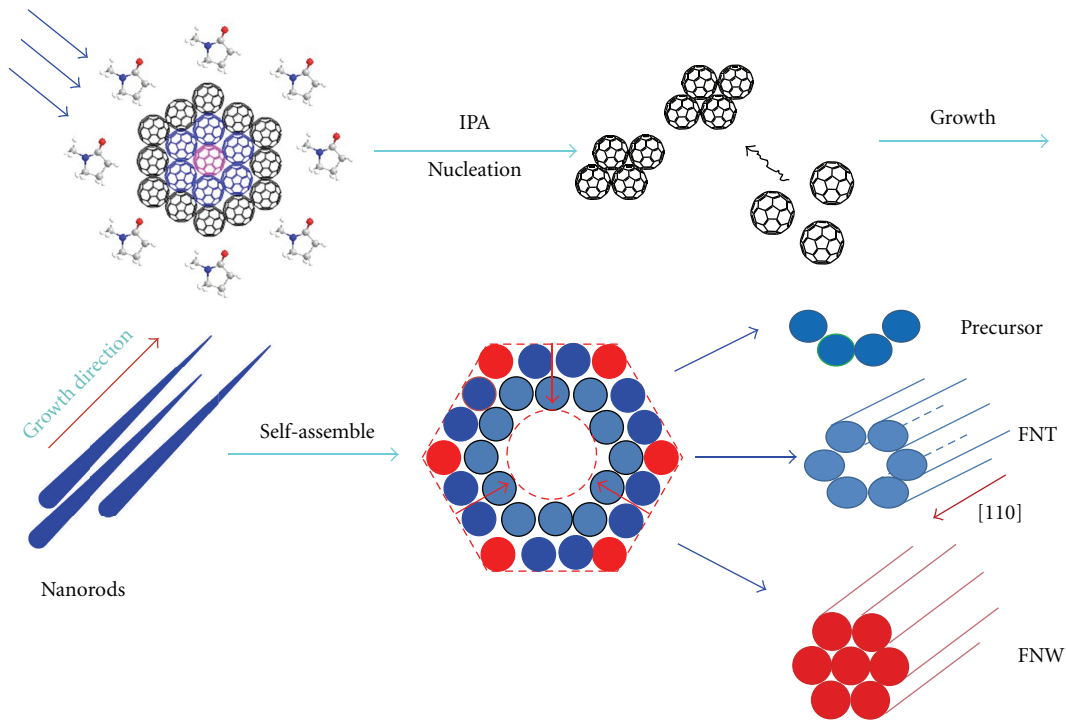 IPA
Nucleation
Growth
Growth direction
Nanorods
Self-assemble
Precursor
FNT
[110]
FNW